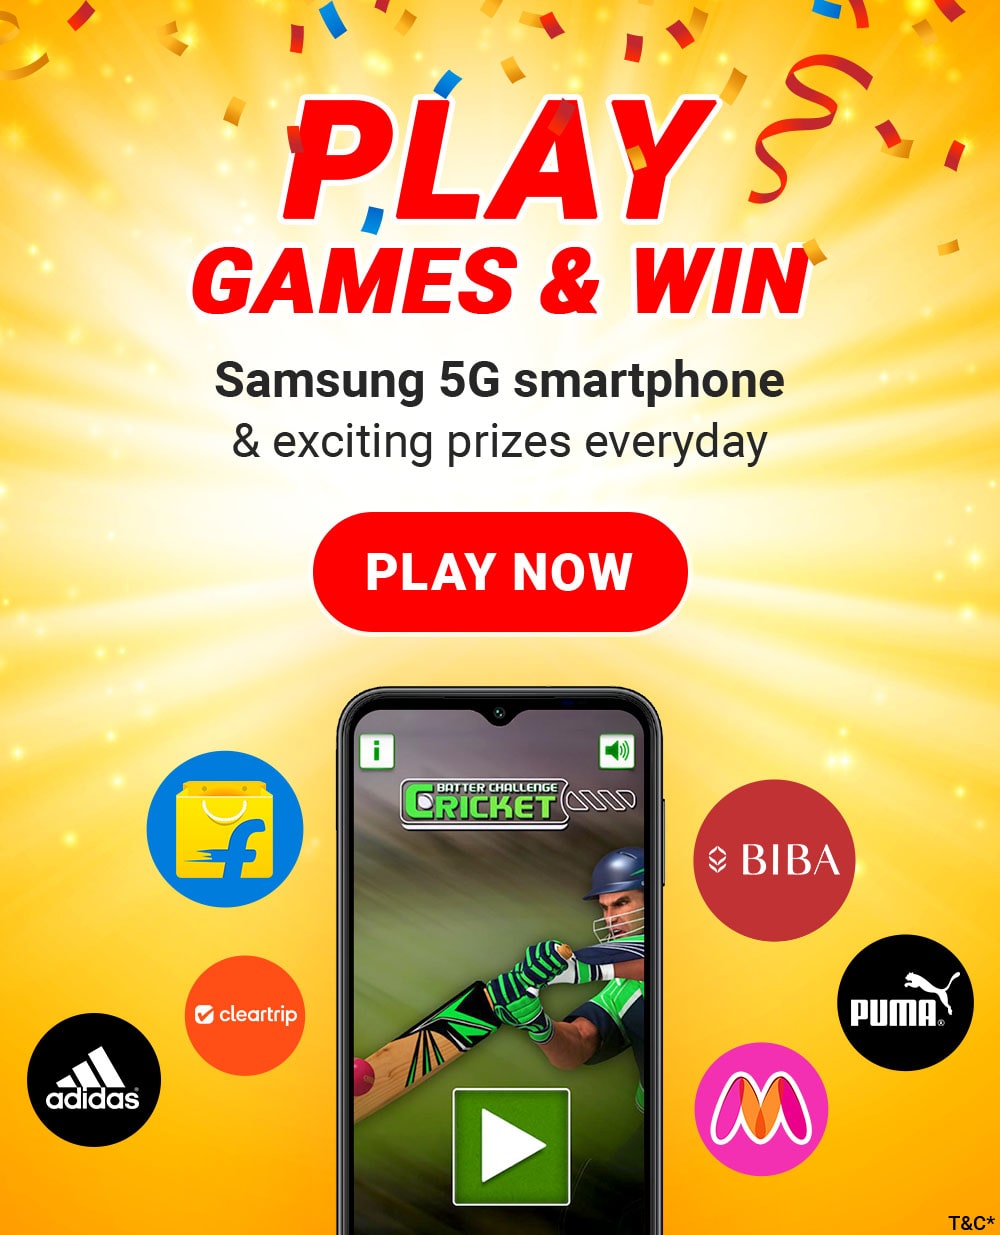 PLAY
GAMES & WIN
Samsung 5G smartphone
& exciting prizes everyday
PLAY NOW
i
BATTER CHALLENGE
CRICKET
f
BIBA
cleartrip
PUMA®
adidas
M
T&C*